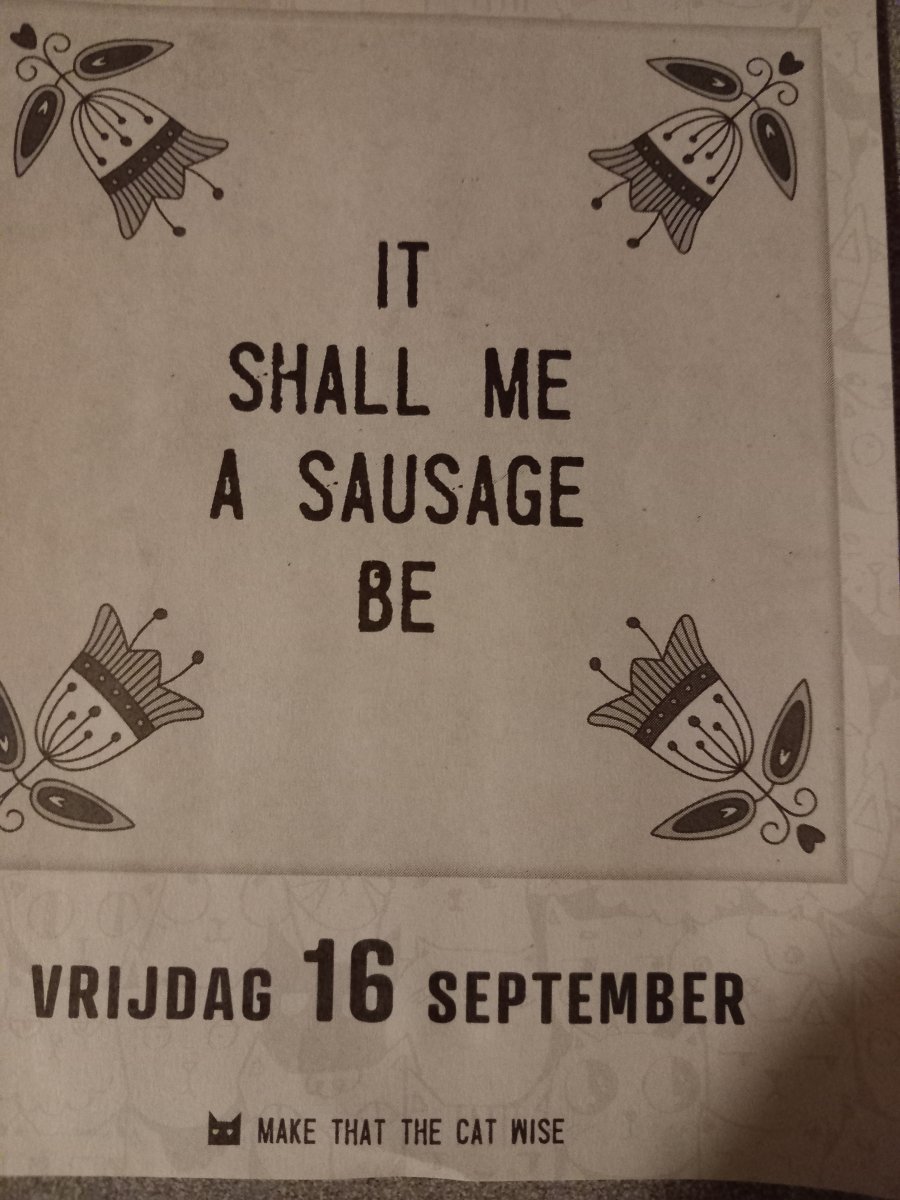 IT
SHALL ME
A SAUSAGE
BE
VRIJDAG 16 SEPTEMBER
MAKE THAT THE CAT WISE